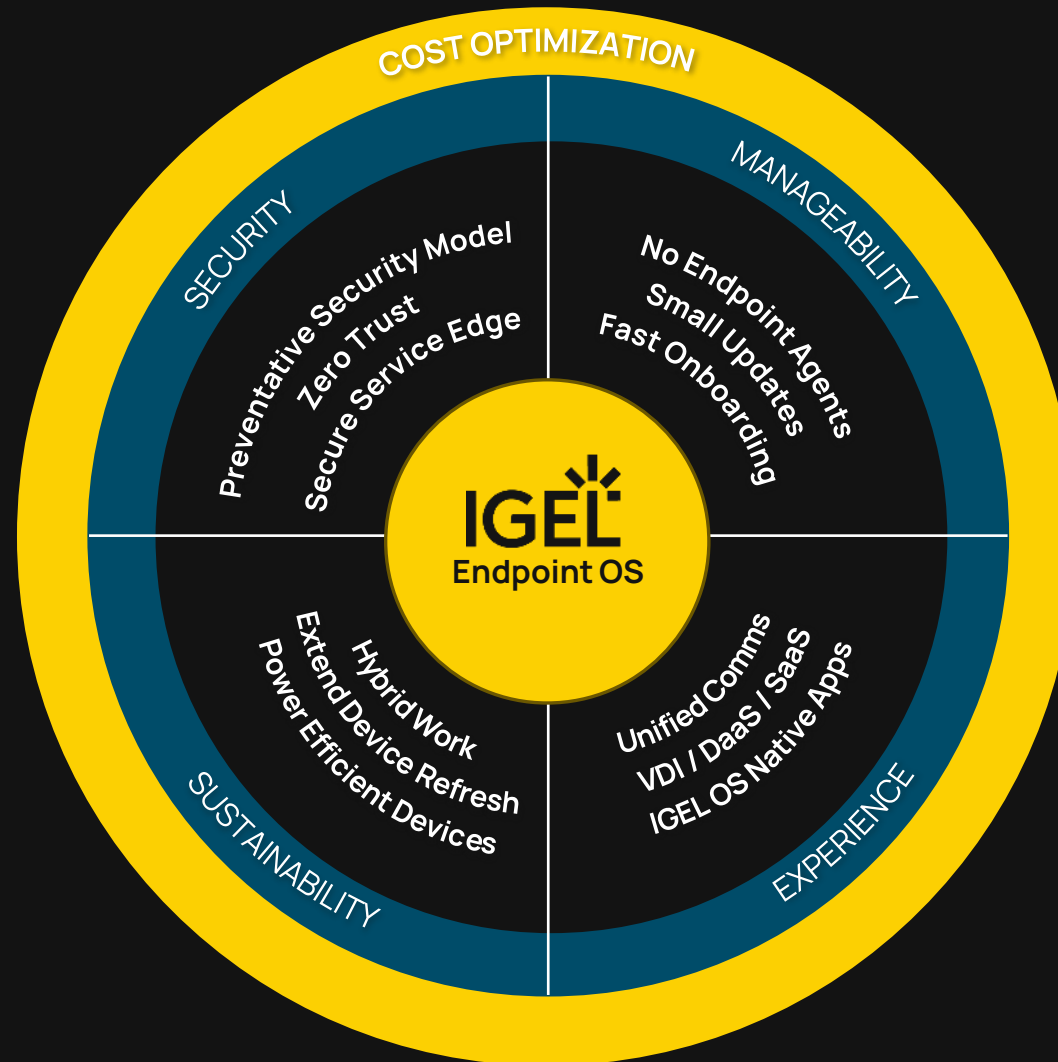 COST OPTIMIZATION
SECURITY
Preventative Security Model
Zero Trust
Secure Service Edge
MANAGEABILITY
No Endpoint Agents
Small Updates
Fast Onboarding
IGEL
Endpoint OS
SUSTAINABILITY
Hybrid Work
Extend Device Refresh
Power Efficient Devices
EXPERIENCE
Unified Comms
VDI / DaaS / SaaS
IGEL OS Native Apps